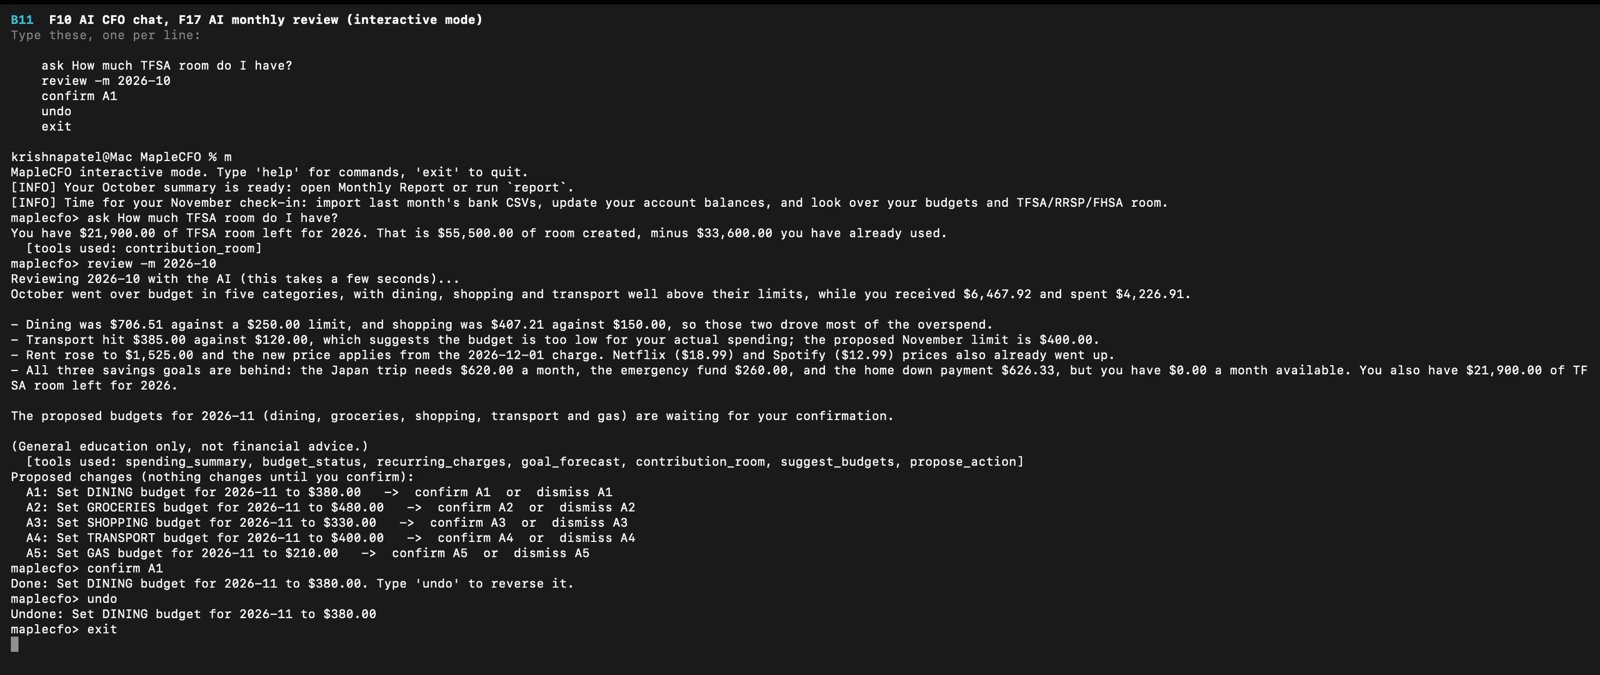 B11  F10 AI CFO chat, F17 AI monthly review (interactive mode)
Type these, one per line:
ask How much TFSA room do I have?
review -m 2026-10
confirm A1
undo
exit
krishnapatel@Mac MapleCFO % m
MapleCFO interactive mode. Type 'help' for commands, 'exit' to quit.
[INFO] Your October summary is ready: open Monthly Report or run `report`.
[INFO] Time for your November check-in: import last month's bank CSVs, update your account balances, and look over your budgets and TFSA/RRSP/FHSA room.
maplecfo> ask How much TFSA room do I have?
You have $21,900.00 of TFSA room left for 2026. That is $55,500.00 of room created, minus $33,600.00 you have already used.
[tools used: contribution_room]
maplecfo> review -m 2026-10
Reviewing 2026-10 with the AI (this takes a few seconds)...
October went over budget in five categories, with dining, shopping and transport well above their limits, while you received $6,467.92 and spent $4,226.91.
- Dining was $706.51 against a $250.00 limit, and shopping was $407.21 against $150.00, so those two drove most of the overspend.
- Transport hit $385.00 against $120.00, which suggests the budget is too low for your actual spending; the proposed November limit is $400.00.
- Rent rose to $1,525.00 and the new price applies from the 2026-12-01 charge. Netflix ($18.99) and Spotify ($12.99) prices also already went up.
- All three savings goals are behind: the Japan trip needs $620.00 a month, the emergency fund $260.00, and the home down payment $626.33, but you have $0.00 a month available. You also have $21,900.00 of TF
SA room left for 2026.
The proposed budgets for 2026-11 (dining, groceries, shopping, transport and gas) are waiting for your confirmation.
(General education only, not financial advice.)
[tools used: spending_summary, budget_status, recurring_charges, goal_forecast, contribution_room, suggest_budgets, propose_action]
Proposed changes (nothing changes until you confirm):
A1: Set DINING budget for 2026-11 to $380.00   -> confirm A1  or  dismiss A1
A2: Set GROCERIES budget for 2026-11 to $480.00   -> confirm A2  or  dismiss A2
A3: Set SHOPPING budget for 2026-11 to $330.00   -> confirm A3  or  dismiss A3
A4: Set TRANSPORT budget for 2026-11 to $400.00   -> confirm A4  or  dismiss A4
A5: Set GAS budget for 2026-11 to $210.00   -> confirm A5  or  dismiss A5
maplecfo> confirm A1
Done: Set DINING budget for 2026-11 to $380.00. Type 'undo' to reverse it.
maplecfo> undo
Undone: Set DINING budget for 2026-11 to $380.00
maplecfo> exit